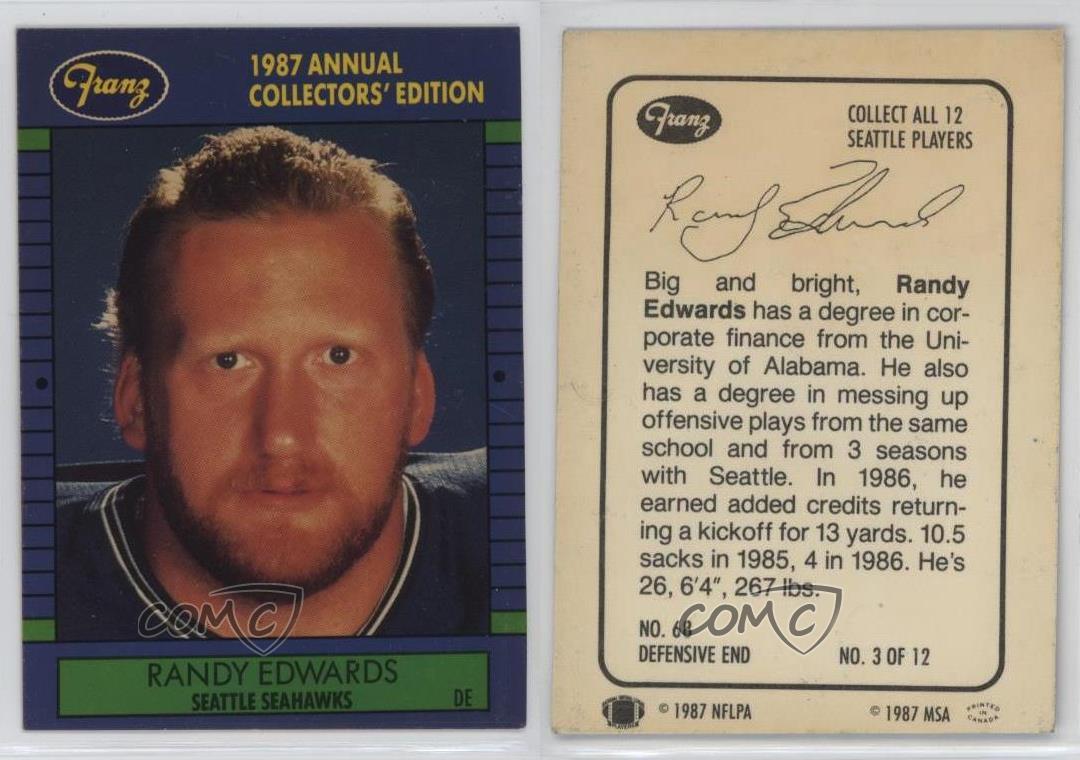 Franz
1987 ANNUAL
COLLECTORS' EDITION
RANDY EDWARDS
SEATTLE SEAHAWKS
DE
COMC
Franz
COLLECT ALL 12
SEATTLE PLAYERS
Randy Edwards
Big and bright, Randy
Edwards has a degree in cor-
porate finance from the Uni-
versity of Alabama. He also
has a degree in messing up
offensive plays from the same
school and from 3 seasons
with Seattle. In 1986, he
earned added credits return-
ing a kickoff for 13 yards. 10.5
sacks in 1985, 4 in 1986. He's
26, 6'4", 267 lbs.
COMC
NO. 68
DEFENSIVE END
NO. 3 OF 12
© 1987 NFLPA
© 1987 MSA
PRINTED
IN
CANADA